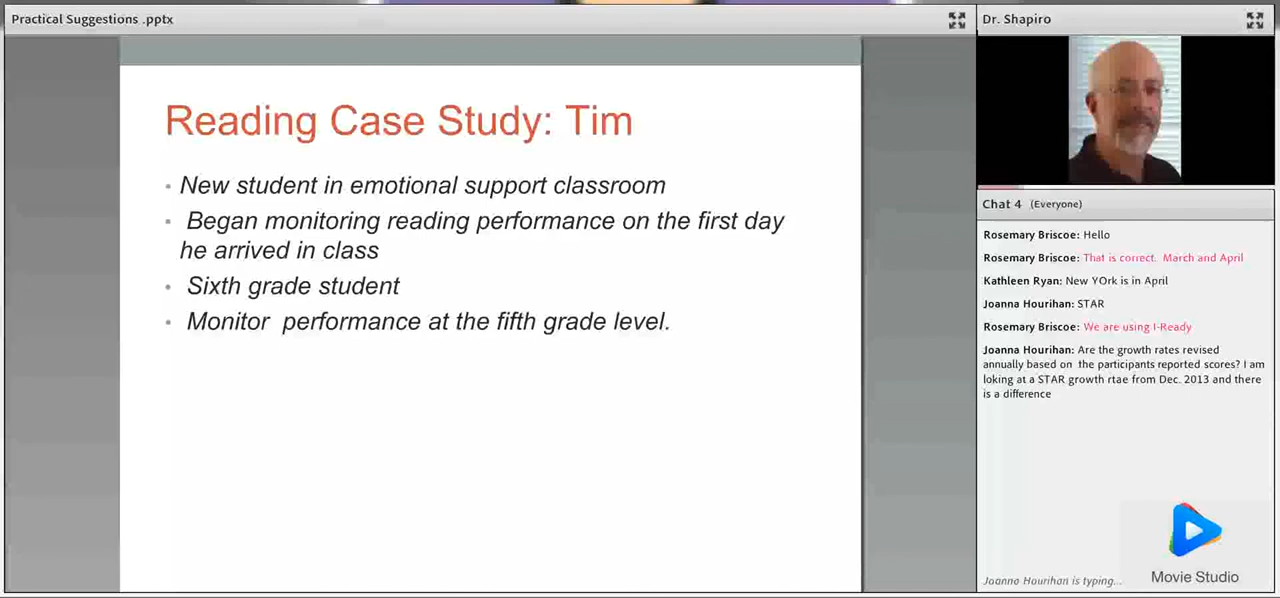 Practical Suggestions .pptx
Reading Case Study: Tim
New student in emotional support classroom
Began monitoring reading performance on the first day
he arrived in class
Sixth grade student
Monitor performance at the fifth grade level.
Dr. Shapiro
Chat 4 (Everyone)
Rosemary Briscoe: Hello
Rosemary Briscoe: That is correct. March and April
Kathleen Ryan: New YOrk is in April
Joanna Hourihan: STAR
Rosemary Briscoe: We are using I-Ready
Joanna Hourihan: Are the growth rates revised
annually based on the participants reported scores? I am
loking at a STAR growth rtae from Dec. 2013 and there
is a difference
Joanna Hourihan is typing...
Movie Studio